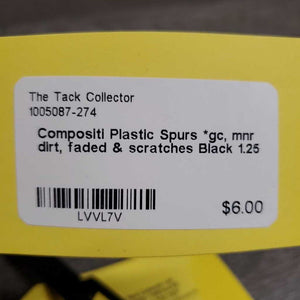 The Tack Collector
1005087-274
Compositi Plastic Spurs *gc, mnr
dirt, faded & scratches Black 1.25
LVVL7V
$6.00